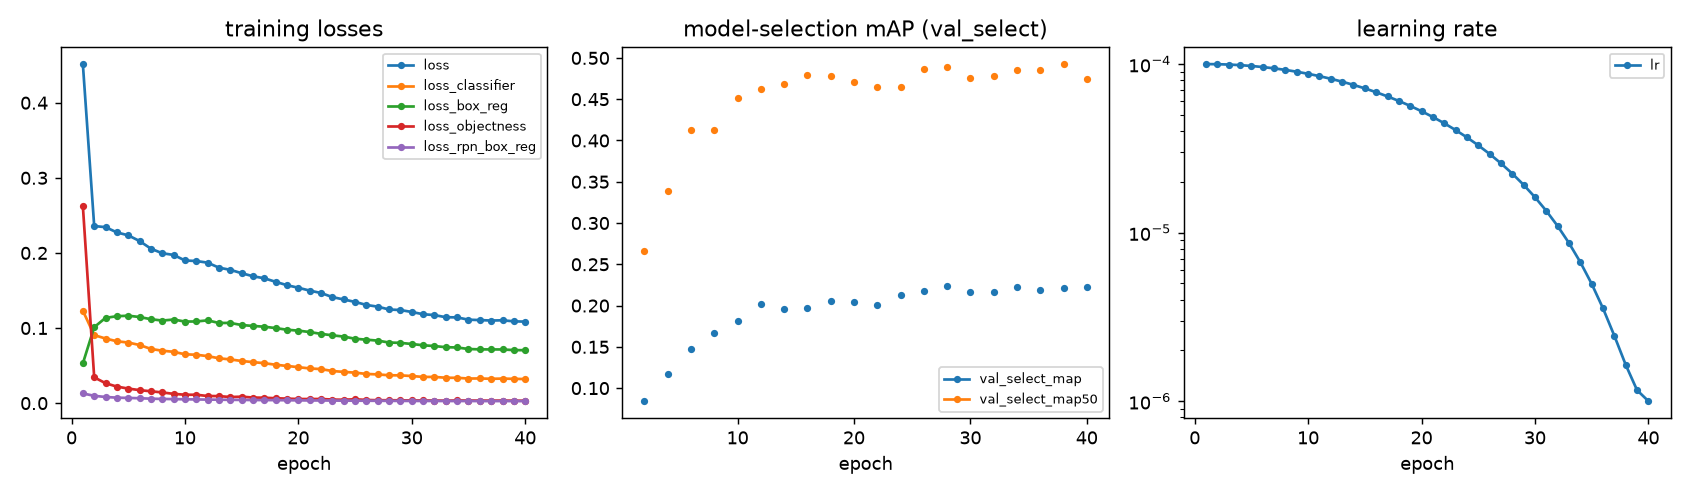 training losses
loss
loss_classifier
loss_box_reg
loss_objectness
loss_rpn_box_reg
0.4
0.3
0.2
0.1
0.0
0 10 20 30 40
epoch
model-selection mAP (val_select)
0.50
0.45
0.40
0.35
0.30
0.25
0.20
0.15
0.10
val_select_map
val_select_map50
10 20 30 40
epoch
learning rate
lr
10⁻⁴
10⁻⁵
10⁻⁶
0 10 20 30 40
epoch